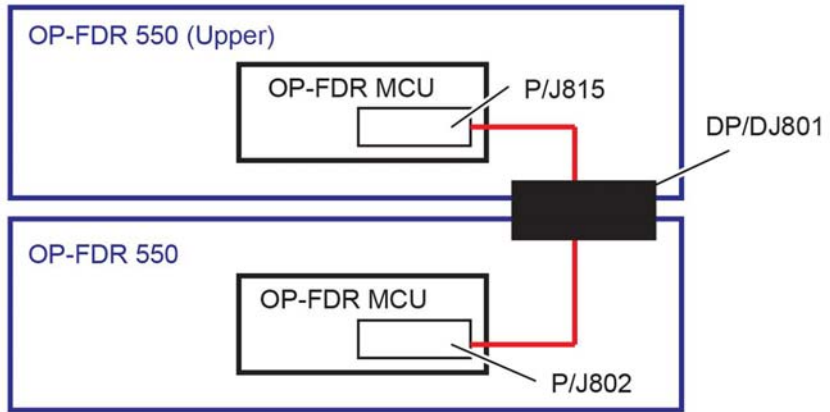 OP-FDR 550 (Upper)
OP-FDR MCU
P/J815
DP/DJ801
OP-FDR 550
OP-FDR MCU
P/J802